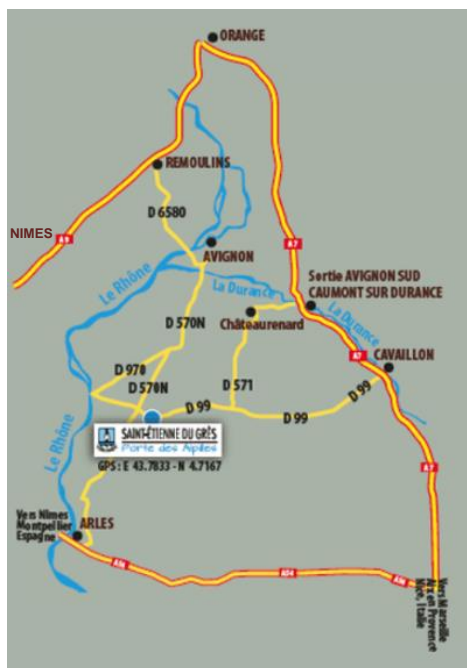 ORANGE
REMOULINS
D 6580
NIMES
A9
AVIGNON
A7
Le Rhône
La Durance
Sortie AVIGNON SUD
CAUMONT SUR DURANCE
La Durance
D 570N
Châteaurenard
A7
CAVAILLON
D 970
D 570N
D 571
D 99
D 99
SAINT-ÉTIENNE DU GRÈS
Porte des Alpilles
GPS : E 43.7833 - N 4.7167
Le Rhône
A7
Vers Nimes
Montpellier
Espagne
ARLES
A54
A54
A54
Vers Marseille
Aix en Provence
Nice, Italie